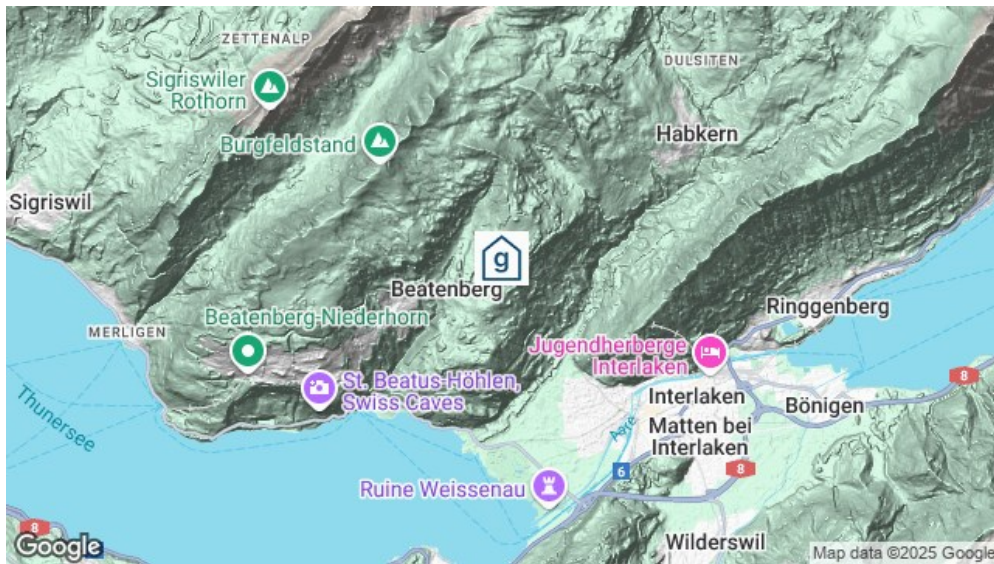 ZETTENALP
DULSITEN
Sigriswiler
Rothorn
Habkern
Burgfeldstand
Sigriswil
g
Beatenberg
Ringgenberg
Beatenberg-Niederhorn
MERLIGEN
Jugendherberge
Interlaken
St. Beatus-Höhlen,
Swiss Caves
8
Interlaken
Bönigen
Thunersee
Aare
Matten bei
Interlaken
6
8
Ruine Weissenau
8
Wilderswil
Google
Map data ©2025 Google